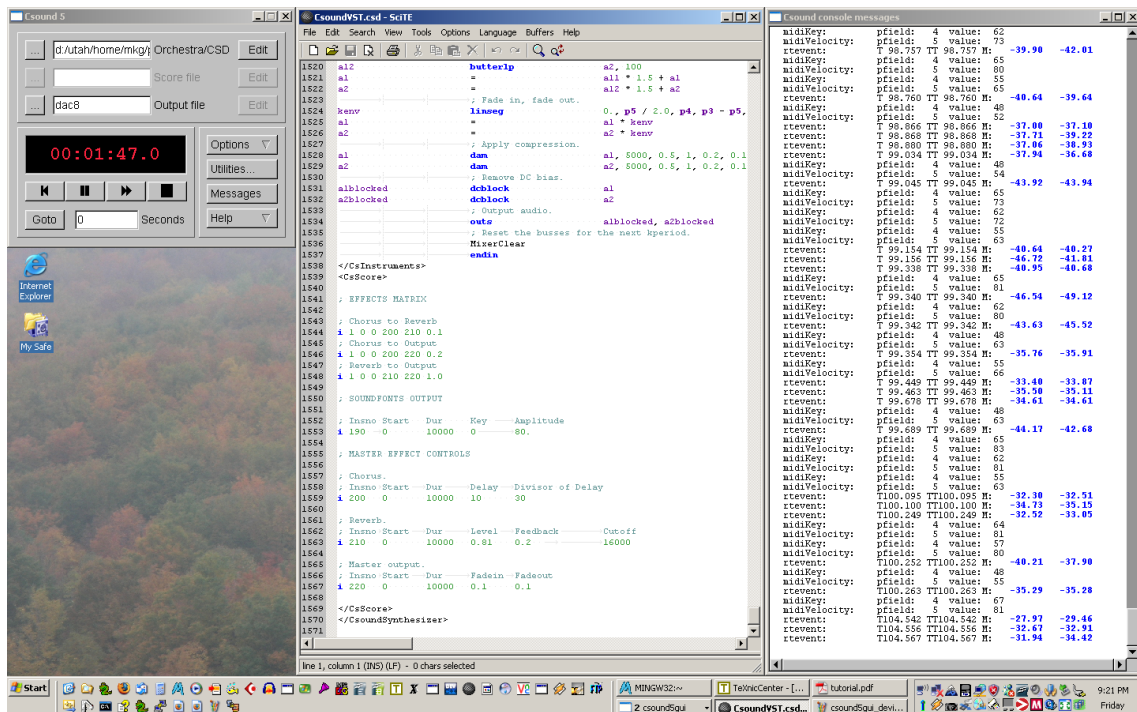 Csound 5
... d:/utah/home/mkg/p Orchestra/CSD Edit
... Score file Edit
... dac8 Output file Edit
00:01:47.0
Options
Utilities...
Messages
Goto 0 Seconds Help
Internet Explorer
My Safe
CsoundVST.csd - SciTE
File Edit Search View Tools Options Language Buffers Help
1520 a12 butterlp a2, 100
1521 a1 = a11 * 1.5 + a1
1522 a2 = a12 * 1.5 + a2
1523 ; Fade in, fade out.
1524 kenv linseg 0., p5 / 2.0, p4, p3 - p5,
1525 a1 = a1 * kenv
1526 a2 = a2 * kenv
1527 ; Apply compression.
1528 a1 dam a1, 5000, 0.5, 1, 0.2, 0.1
1529 a2 dam a2, 5000, 0.5, 1, 0.2, 0.1
1530 ; Remove DC bias.
1531 a1blocked dcblock a1
1532 a2blocked dcblock a2
1533 ; Output audio.
1534 outs a1blocked, a2blocked
1535 ; Reset the busses for the next kperiod.
1536 MixerClear
1537 endin
1538 </CsInstruments>
1539 <CsScore>
1540
1541 ; EFFECTS MATRIX
1542
1543 ; Chorus to Reverb
1544 i 1 0 0 200 210 0.1
1545 ; Chorus to Output
1546 i 1 0 0 200 220 0.2
1547 ; Reverb to Output
1548 i 1 0 0 210 220 1.0
1549
1550 ; SOUNDFONTS OUTPUT
1551
1552 ; Insno Start Dur Key Amplitude
1553 i 190 0 10000 0 80.
1554
1555 ; MASTER EFFECT CONTROLS
1556
1557 ; Chorus.
1558 ; Insno Start Dur Delay Divisor of Delay
1559 i 200 0 10000 10 30
1560
1561 ; Reverb.
1562 ; Insno Start Dur Level Feedback Cutoff
1563 i 210 0 10000 0.81 0.2 16000
1564
1565 ; Master output.
1566 ; Insno Start Dur Fadein Fadeout
1567 i 220 0 10000 0.1 0.1
1568
1569 </CsScore>
1570 </CsoundSynthesizer>
1571
line 1, column 1 (INS) (LF) - 0 chars selected
Csound console messages
midiKey: pfield: 4 value: 62
midiVelocity: pfield: 5 value: 73
rtevent: T 98.757 TT 98.757 M: -39.90 -42.01
midiKey: pfield: 4 value: 65
midiVelocity: pfield: 5 value: 80
midiKey: pfield: 4 value: 55
midiVelocity: pfield: 5 value: 65
rtevent: T 98.760 TT 98.760 M: -40.64 -39.64
midiKey: pfield: 4 value: 48
midiVelocity: pfield: 5 value: 52
rtevent: T 98.866 TT 98.866 M: -37.00 -37.10
rtevent: T 98.868 TT 98.868 M: -37.71 -39.22
rtevent: T 98.880 TT 98.880 M: -37.06 -38.93
rtevent: T 99.034 TT 99.034 M: -37.94 -36.68
midiKey: pfield: 4 value: 48
midiVelocity: pfield: 5 value: 54
rtevent: T 99.045 TT 99.045 M: -43.92 -43.94
midiKey: pfield: 4 value: 65
midiVelocity: pfield: 5 value: 73
midiKey: pfield: 4 value: 62
midiVelocity: pfield: 5 value: 72
midiKey: pfield: 4 value: 55
midiVelocity: pfield: 5 value: 63
rtevent: T 99.154 TT 99.154 M: -40.64 -40.27
rtevent: T 99.156 TT 99.156 M: -46.72 -41.81
rtevent: T 99.338 TT 99.338 M: -40.95 -40.68
midiKey: pfield: 4 value: 65
midiVelocity: pfield: 5 value: 81
rtevent: T 99.340 TT 99.340 M: -46.54 -49.12
midiKey: pfield: 4 value: 62
midiVelocity: pfield: 5 value: 80
rtevent: T 99.342 TT 99.342 M: -43.63 -45.52
midiKey: pfield: 4 value: 48
midiVelocity: pfield: 5 value: 63
rtevent: T 99.354 TT 99.354 M: -35.76 -35.91
midiKey: pfield: 4 value: 55
midiVelocity: pfield: 5 value: 66
rtevent: T 99.449 TT 99.449 M: -33.40 -33.87
rtevent: T 99.463 TT 99.463 M: -35.50 -35.11
rtevent: T 99.678 TT 99.678 M: -34.61 -34.61
midiKey: pfield: 4 value: 48
midiVelocity: pfield: 5 value: 63
rtevent: T 99.689 TT 99.689 M: -44.17 -42.68
midiKey: pfield: 4 value: 65
midiVelocity: pfield: 5 value: 83
midiKey: pfield: 4 value: 62
midiVelocity: pfield: 5 value: 81
midiKey: pfield: 4 value: 55
midiVelocity: pfield: 5 value: 63
rtevent: T100.095 TT100.095 M: -32.30 -32.51
rtevent: T100.100 TT100.100 M: -34.73 -35.15
rtevent: T100.249 TT100.249 M: -32.52 -33.05
midiKey: pfield: 4 value: 64
midiVelocity: pfield: 5 value: 81
midiKey: pfield: 4 value: 57
midiVelocity: pfield: 5 value: 80
rtevent: T100.252 TT100.252 M: -40.21 -37.90
midiKey: pfield: 4 value: 48
midiVelocity: pfield: 5 value: 55
rtevent: T100.263 TT100.263 M: -35.29 -35.28
midiKey: pfield: 4 value: 67
midiVelocity: pfield: 5 value: 81
rtevent: T104.542 TT104.542 M: -27.97 -29.46
rtevent: T104.556 TT104.556 M: -32.67 -32.91
rtevent: T104.567 TT104.567 M: -31.94 -34.42
Start MINGW32:~ TeXnicCenter - [... tutorial.pdf 9:21 PM
2 csound5gui CsoundVST.csd... csound5gui_devi... Friday